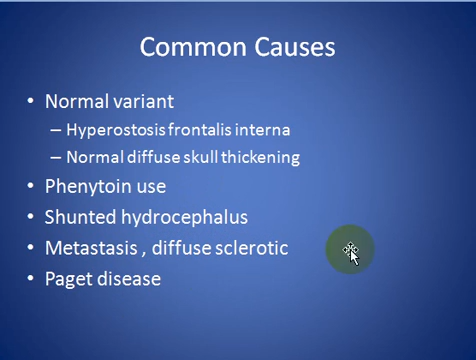 Common Causes
• Normal variant
– Hyperostosis frontalis interna
– Normal diffuse skull thickening
• Phenytoin use
• Shunted hydrocephalus
• Metastasis , diffuse sclerotic
• Paget disease